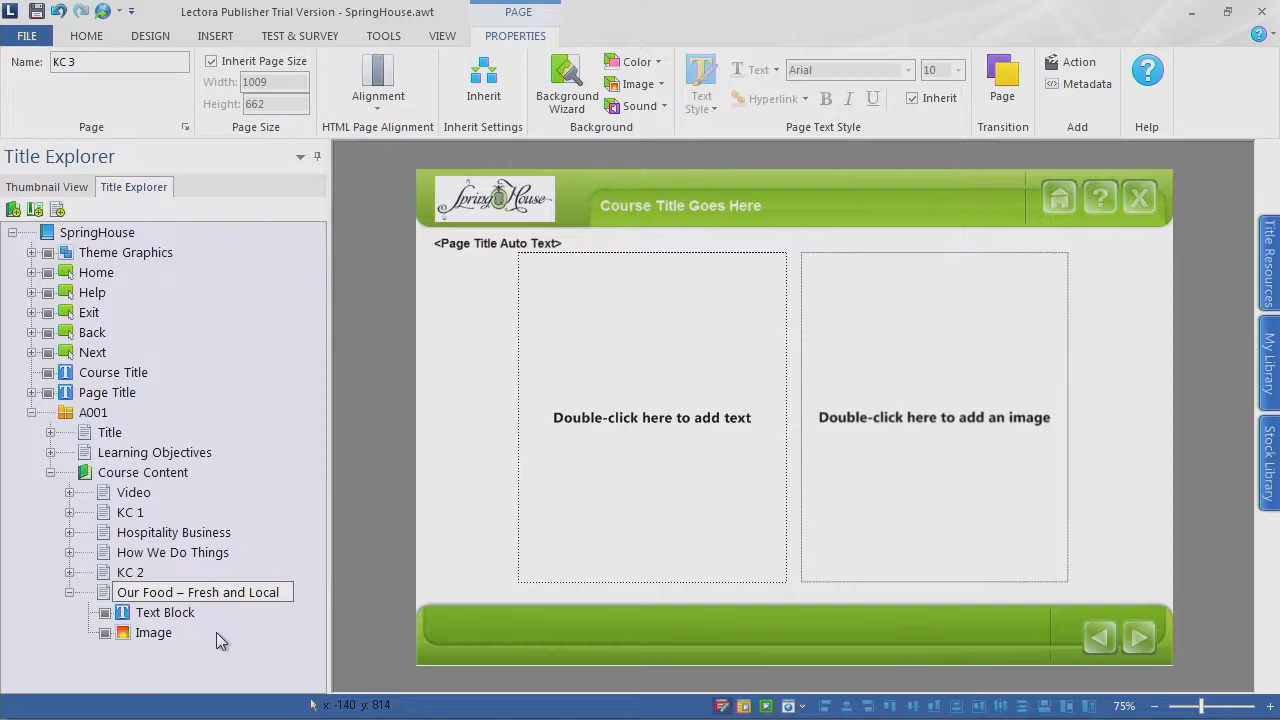 Lectora Publisher Trial Version - SpringHouse.awt
PAGE
FILE HOME DESIGN INSERT TEST & SURVEY TOOLS VIEW PROPERTIES
Name: KC 3
Inherit Page Size
Width: 1009
Height: 662
Alignment
Inherit
Background Wizard
Color
Image
Sound
Text Style
Text
Arial
10
Hyperlink
B I U
Inherit
Page
Action
Metadata
Help
Page
Page Size
HTML Page Alignment
Inherit Settings
Background
Page Text Style
Transition
Add
Help
Title Explorer
Thumbnail View
Title Explorer
SpringHouse
Theme Graphics
Home
Help
Exit
Back
Next
Course Title
Page Title
A001
Title
Learning Objectives
Course Content
Video
KC 1
Hospitality Business
How We Do Things
KC 2
Our Food – Fresh and Local
Text Block
Image
Spring House
Course Title Goes Here
?
X
<Page Title Auto Text>
Double-click here to add text
Double-click here to add an image
Title Resources
My Library
Stock Library
x: -140 y: 814
75%